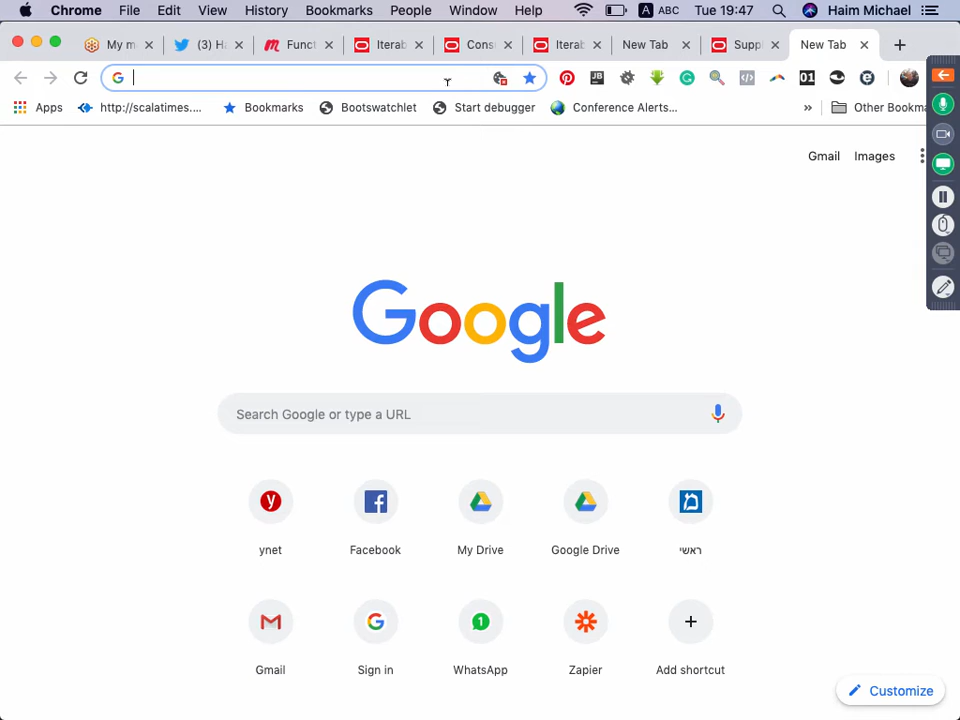 Chrome File Edit View History Bookmarks People Window Help A ABC Tue 19:47 Haim Michael
My m (3) Ha Funct Iterab Cons Iterab New Tab Suppl New Tab
Apps http://scalatimes.... Bookmarks Bootswatchlet Start debugger Conference Alerts... » Other Bookma
Gmail Images
Google
Search Google or type a URL
ynet Facebook My Drive Google Drive ראשי
Gmail Sign in WhatsApp Zapier Add shortcut
Customize